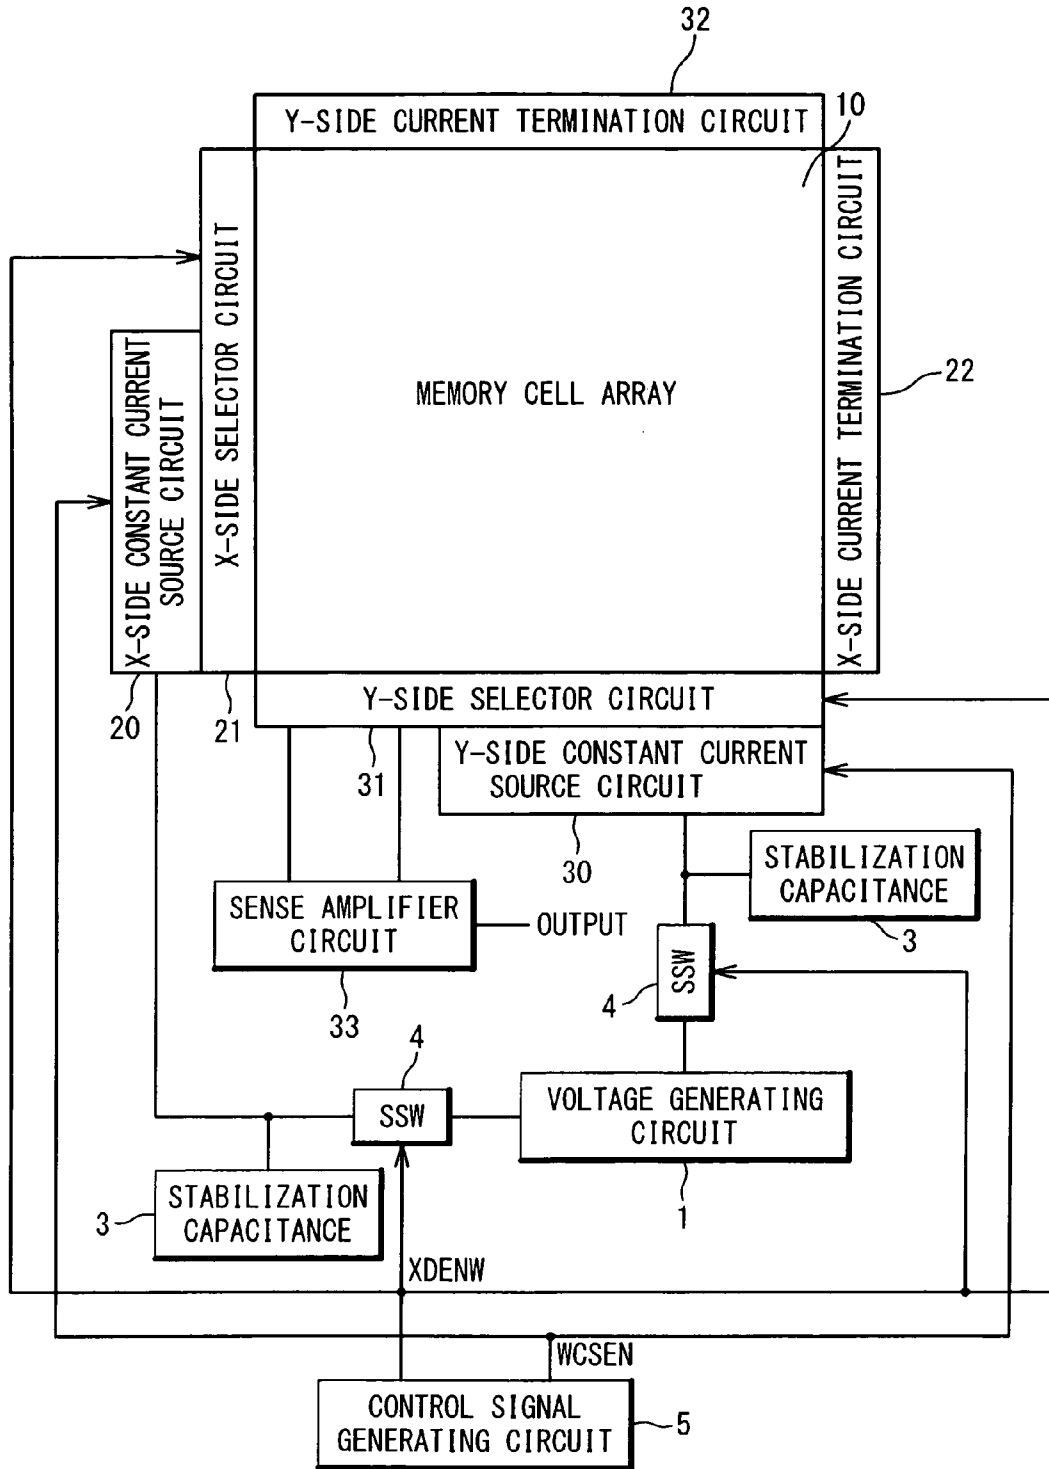 32
Y-SIDE CURRENT TERMINATION CIRCUIT
10
X-SIDE SELECTOR CIRCUIT
X-SIDE CURRENT TERMINATION CIRCUIT
X-SIDE CONSTANT CURRENT
SOURCE CIRCUIT
MEMORY CELL ARRAY
22
20
21
Y-SIDE SELECTOR CIRCUIT
31
Y-SIDE CONSTANT CURRENT
SOURCE CIRCUIT
30
STABILIZATION
CAPACITANCE
3
SENSE AMPLIFIER
CIRCUIT
OUTPUT
33
SSW
4
4
SSW
VOLTAGE GENERATING
CIRCUIT
1
STABILIZATION
CAPACITANCE
3
XDENW
WCSEN
CONTROL SIGNAL
GENERATING CIRCUIT
5